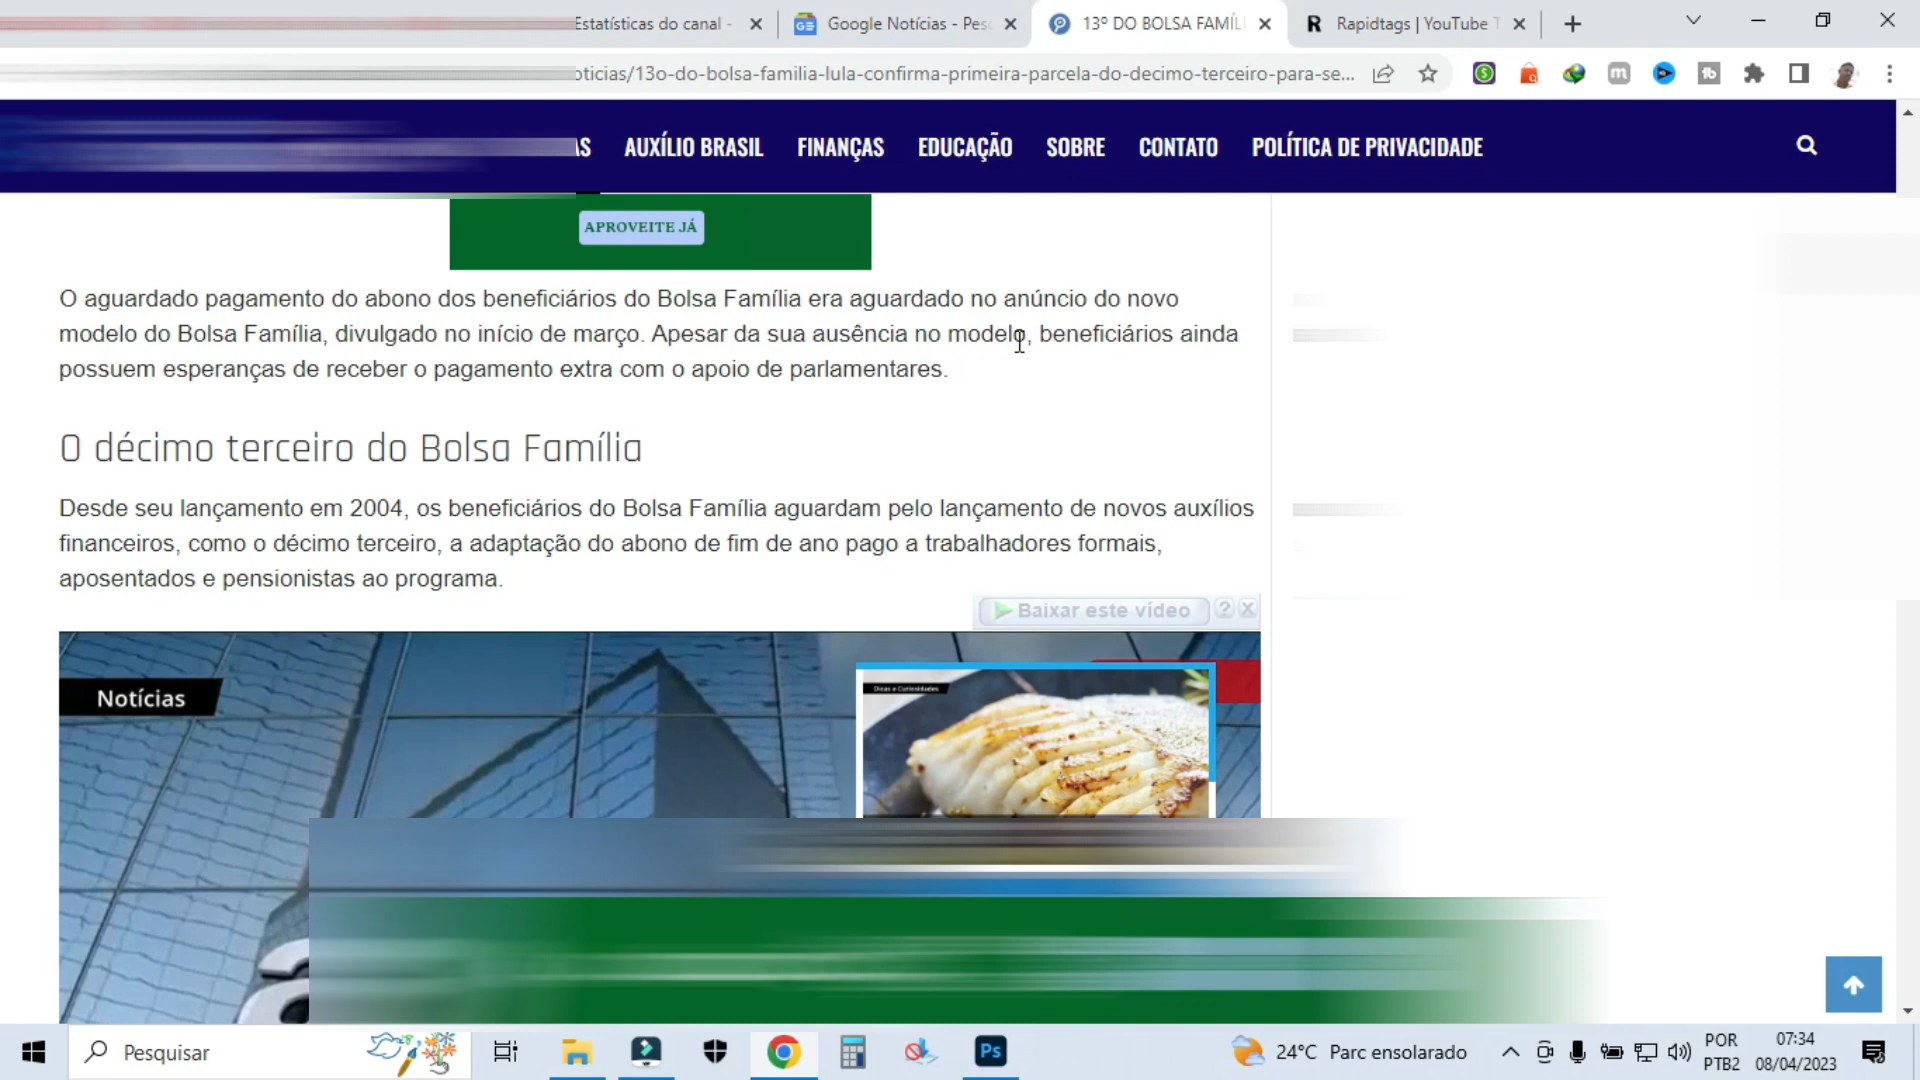 Estatísticas do canal -
Google Notícias - Pes
13º DO BOLSA FAMÍL
Rapidtags | YouTube T
oticias/13o-do-bolsa-familia-lula-confirma-primeira-parcela-do-decimo-terceiro-para-se...
AS AUXÍLIO BRASIL FINANÇAS EDUCAÇÃO SOBRE CONTATO POLÍTICA DE PRIVACIDADE
APROVEITE JÁ
O aguardado pagamento do abono dos beneficiários do Bolsa Família era aguardado no anúncio do novo
modelo do Bolsa Família, divulgado no início de março. Apesar da sua ausência no modelo, beneficiários ainda
possuem esperanças de receber o pagamento extra com o apoio de parlamentares.
O décimo terceiro do Bolsa Família
Desde seu lançamento em 2004, os beneficiários do Bolsa Família aguardam pelo lançamento de novos auxílios
financeiros, como o décimo terceiro, a adaptação do abono de fim de ano pago a trabalhadores formais,
aposentados e pensionistas ao programa.
Baixar este vídeo ? X
Notícias
Dicas e Curiosidades
Pesquisar
Ps
24°C Parc ensolarado
POR
PTB2
07:34
08/04/2023